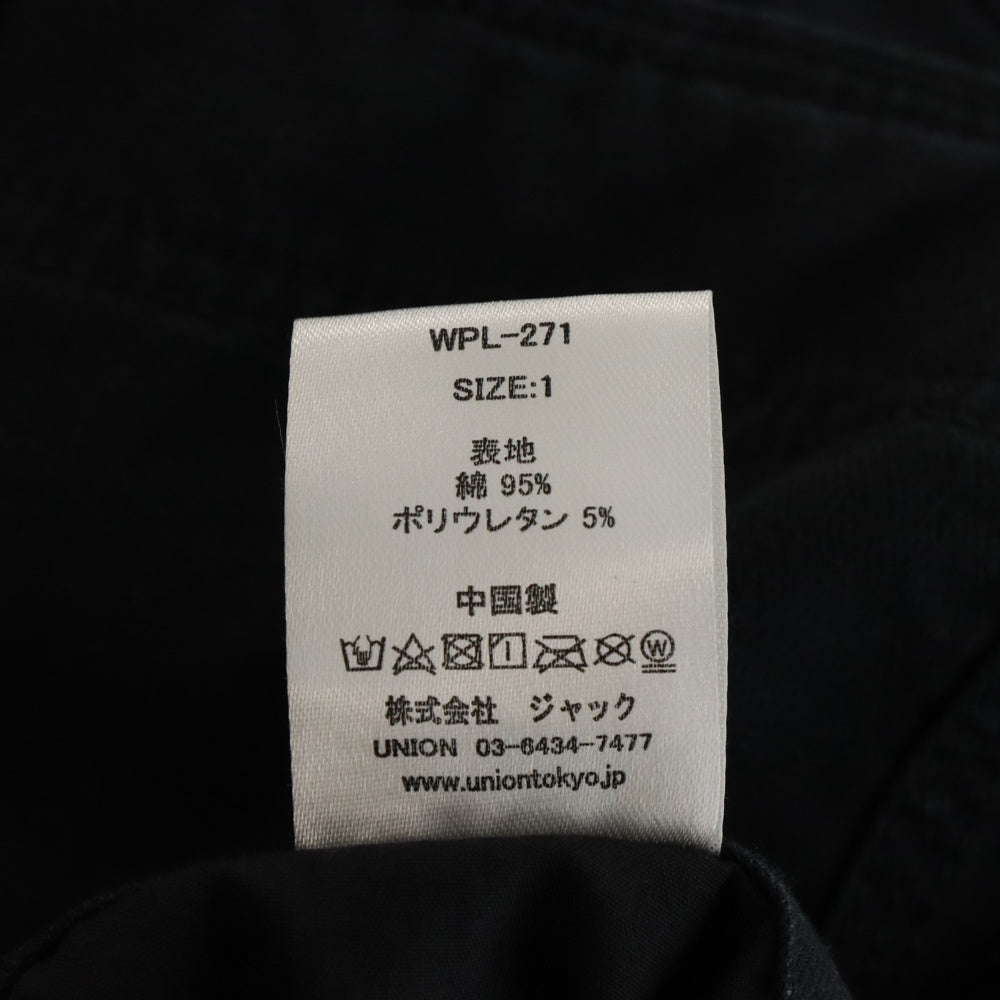 WPL-271
SIZE:1
表地
綿 95%
ポリウレタン 5%
中国製
W
株式会社 ジャック
UNION 03-6434-7477
www.uniontokyo.jp